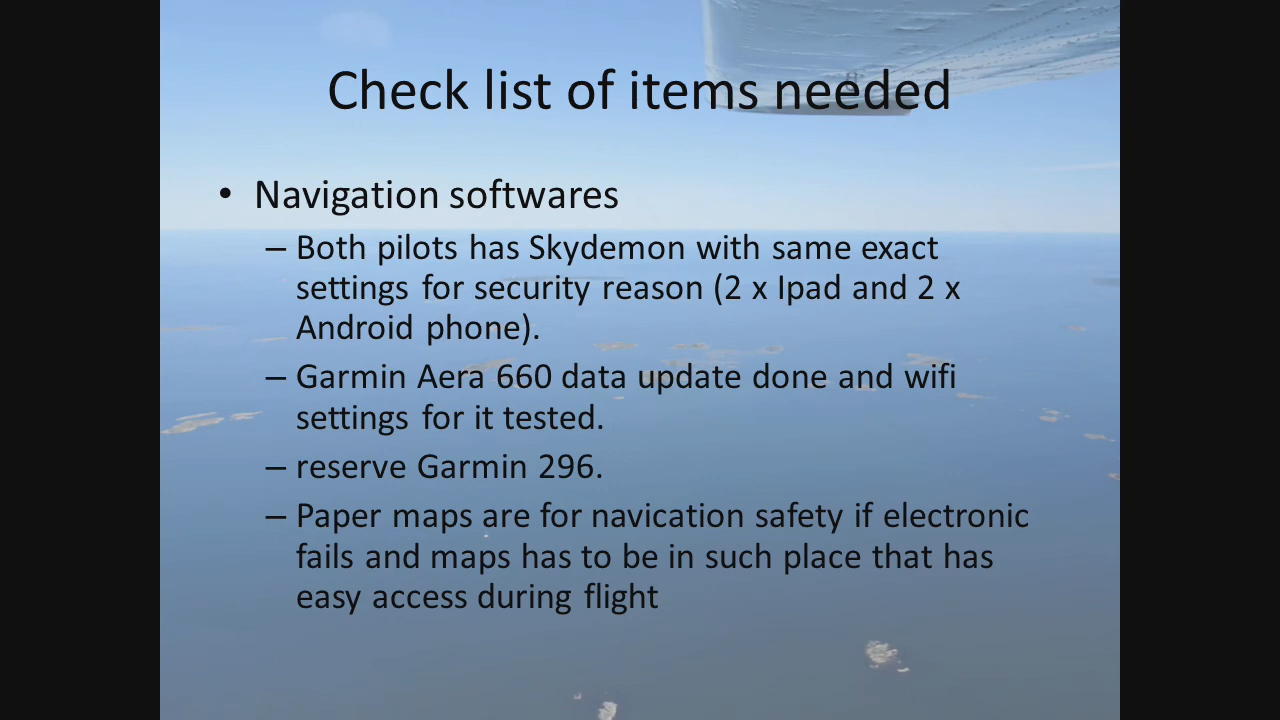 Check list of items needed
• Navigation softwares
– Both pilots has Skydemon with same exact
settings for security reason (2 x Ipad and 2 x
Android phone).
– Garmin Aera 660 data update done and wifi
settings for it tested.
– reserve Garmin 296.
– Paper maps are for navication safety if electronic
fails and maps has to be in such place that has
easy access during flight